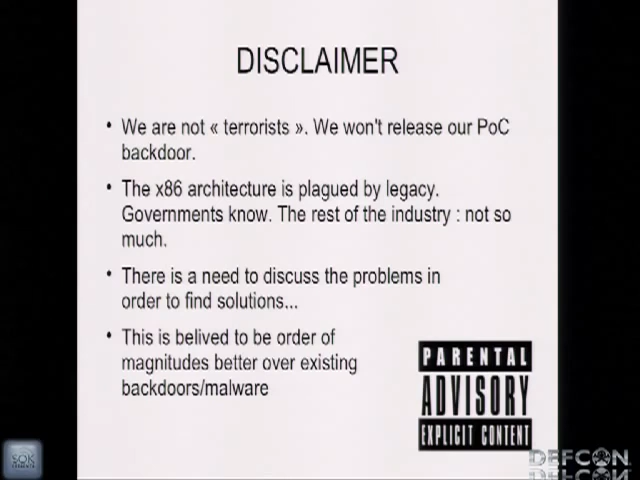 DISCLAIMER
• We are not « terrorists ». We won't release our PoC
backdoor.
• The x86 architecture is plagued by legacy.
Governments know. The rest of the industry : not so
much.
• There is a need to discuss the problems in
order to find solutions...
• This is belived to be order of
magnitudes better over existing
backdoors/malware
PARENTAL
ADVISORY
EXPLICIT CONTENT
DEFCON
SOK